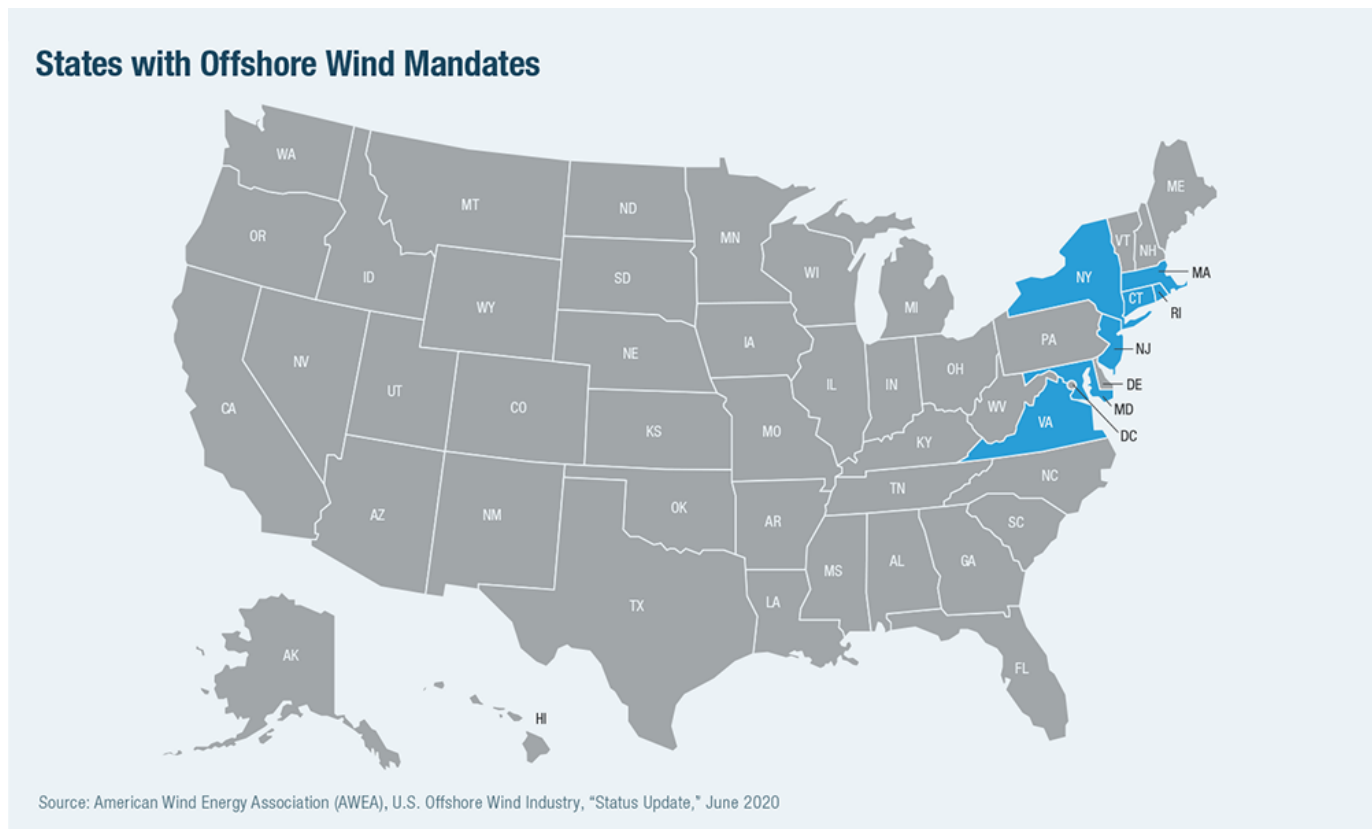 States with Offshore Wind Mandates
WA
MT
ND
MN
ME
OR
ID
SD
WI
VT
NH
NY
MA
WY
MI
CT
RI
IA
NE
PA
NJ
NV
UT
CO
IL
IN
OH
DE
CA
KS
MO
WV
MD
VA
DC
KY
NC
TN
AZ
NM
OK
AR
SC
MS
AL
GA
TX
LA
AK
FL
HI
Source: American Wind Energy Association (AWEA), U.S. Offshore Wind Industry, “Status Update,” June 2020